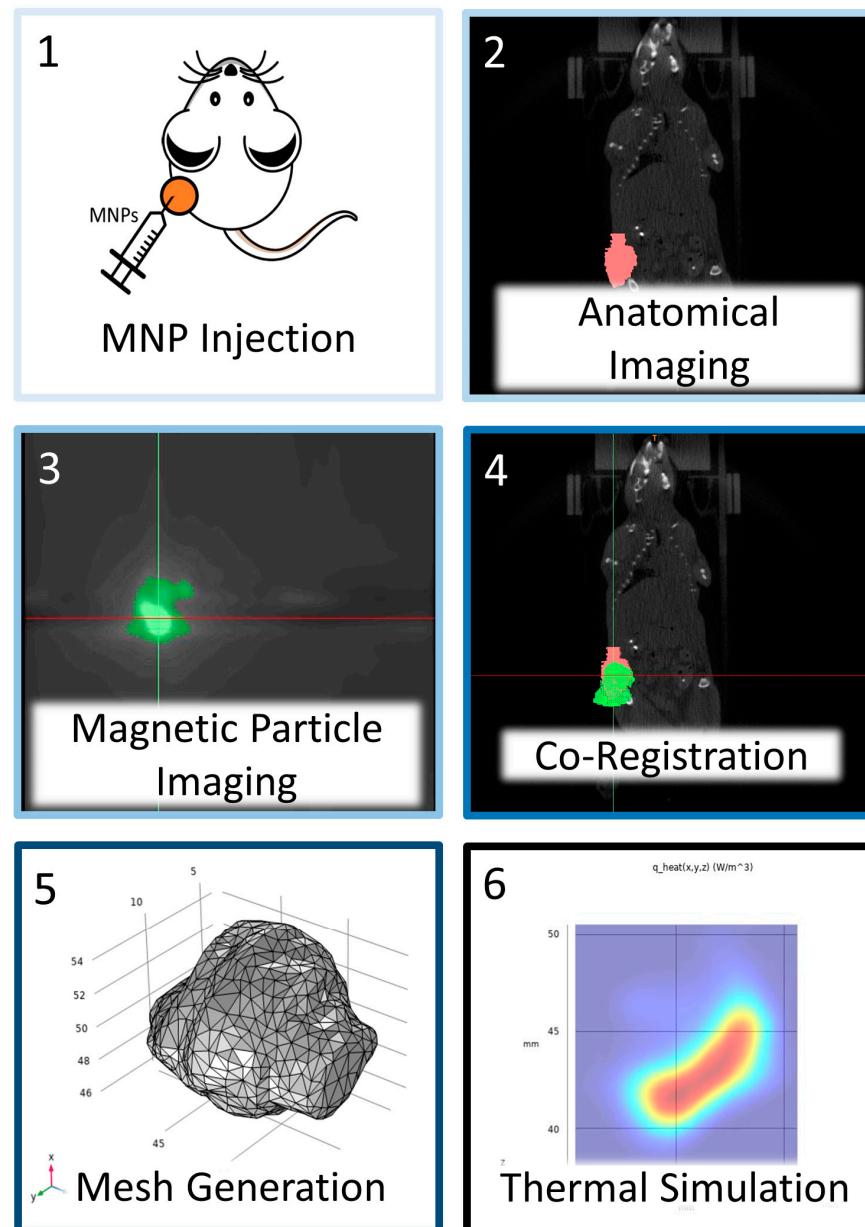 1
MNPs
MNP Injection
2
Anatomical
Imaging
3
Magnetic Particle
Imaging
4
T
Co-Registration
5
5
10
54
52
50
48
46
45
x
y
Mesh Generation
6
q_heat(x,y,z) (W/m^3)
50
mm
45
40
z
Thermal Simulation